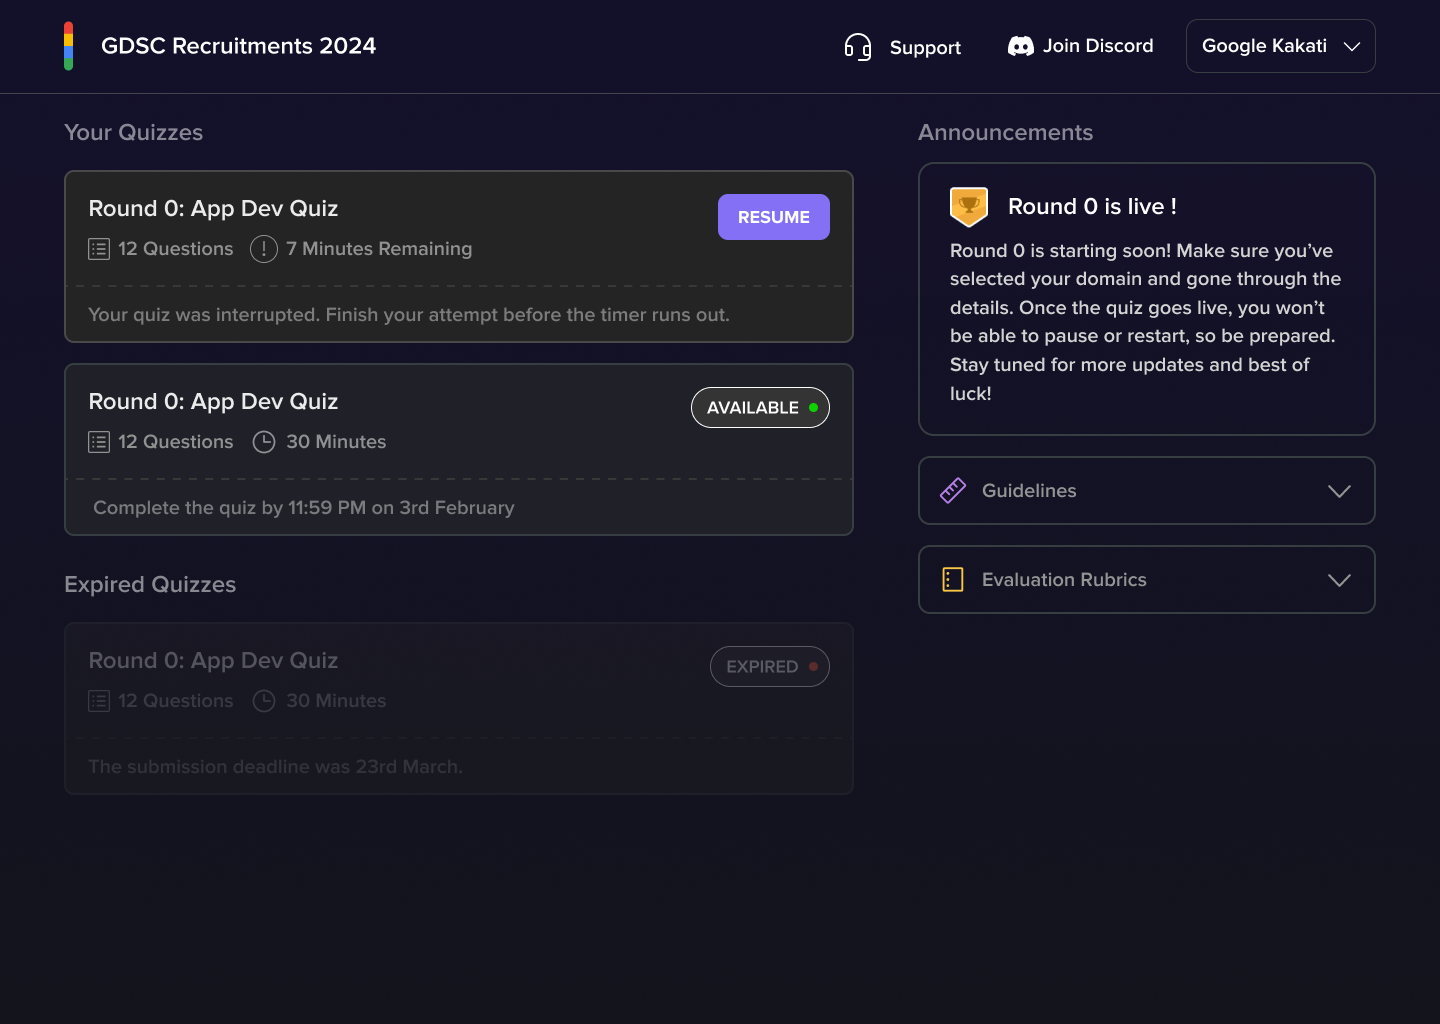 GDSC Recruitments 2024
Support
Join Discord
Google Kakati
Your Quizzes
Round 0: App Dev Quiz
RESUME
12 Questions
7 Minutes Remaining
Your quiz was interrupted. Finish your attempt before the timer runs out.
Round 0: App Dev Quiz
AVAILABLE
12 Questions
30 Minutes
Complete the quiz by 11:59 PM on 3rd February
Expired Quizzes
Round 0: App Dev Quiz
EXPIRED
12 Questions
30 Minutes
The submission deadline was 23rd March.
Announcements
Round 0 is live !
Round 0 is starting soon! Make sure you’ve
selected your domain and gone through the
details. Once the quiz goes live, you won’t
be able to pause or restart, so be prepared.
Stay tuned for more updates and best of
luck!
Guidelines
Evaluation Rubrics